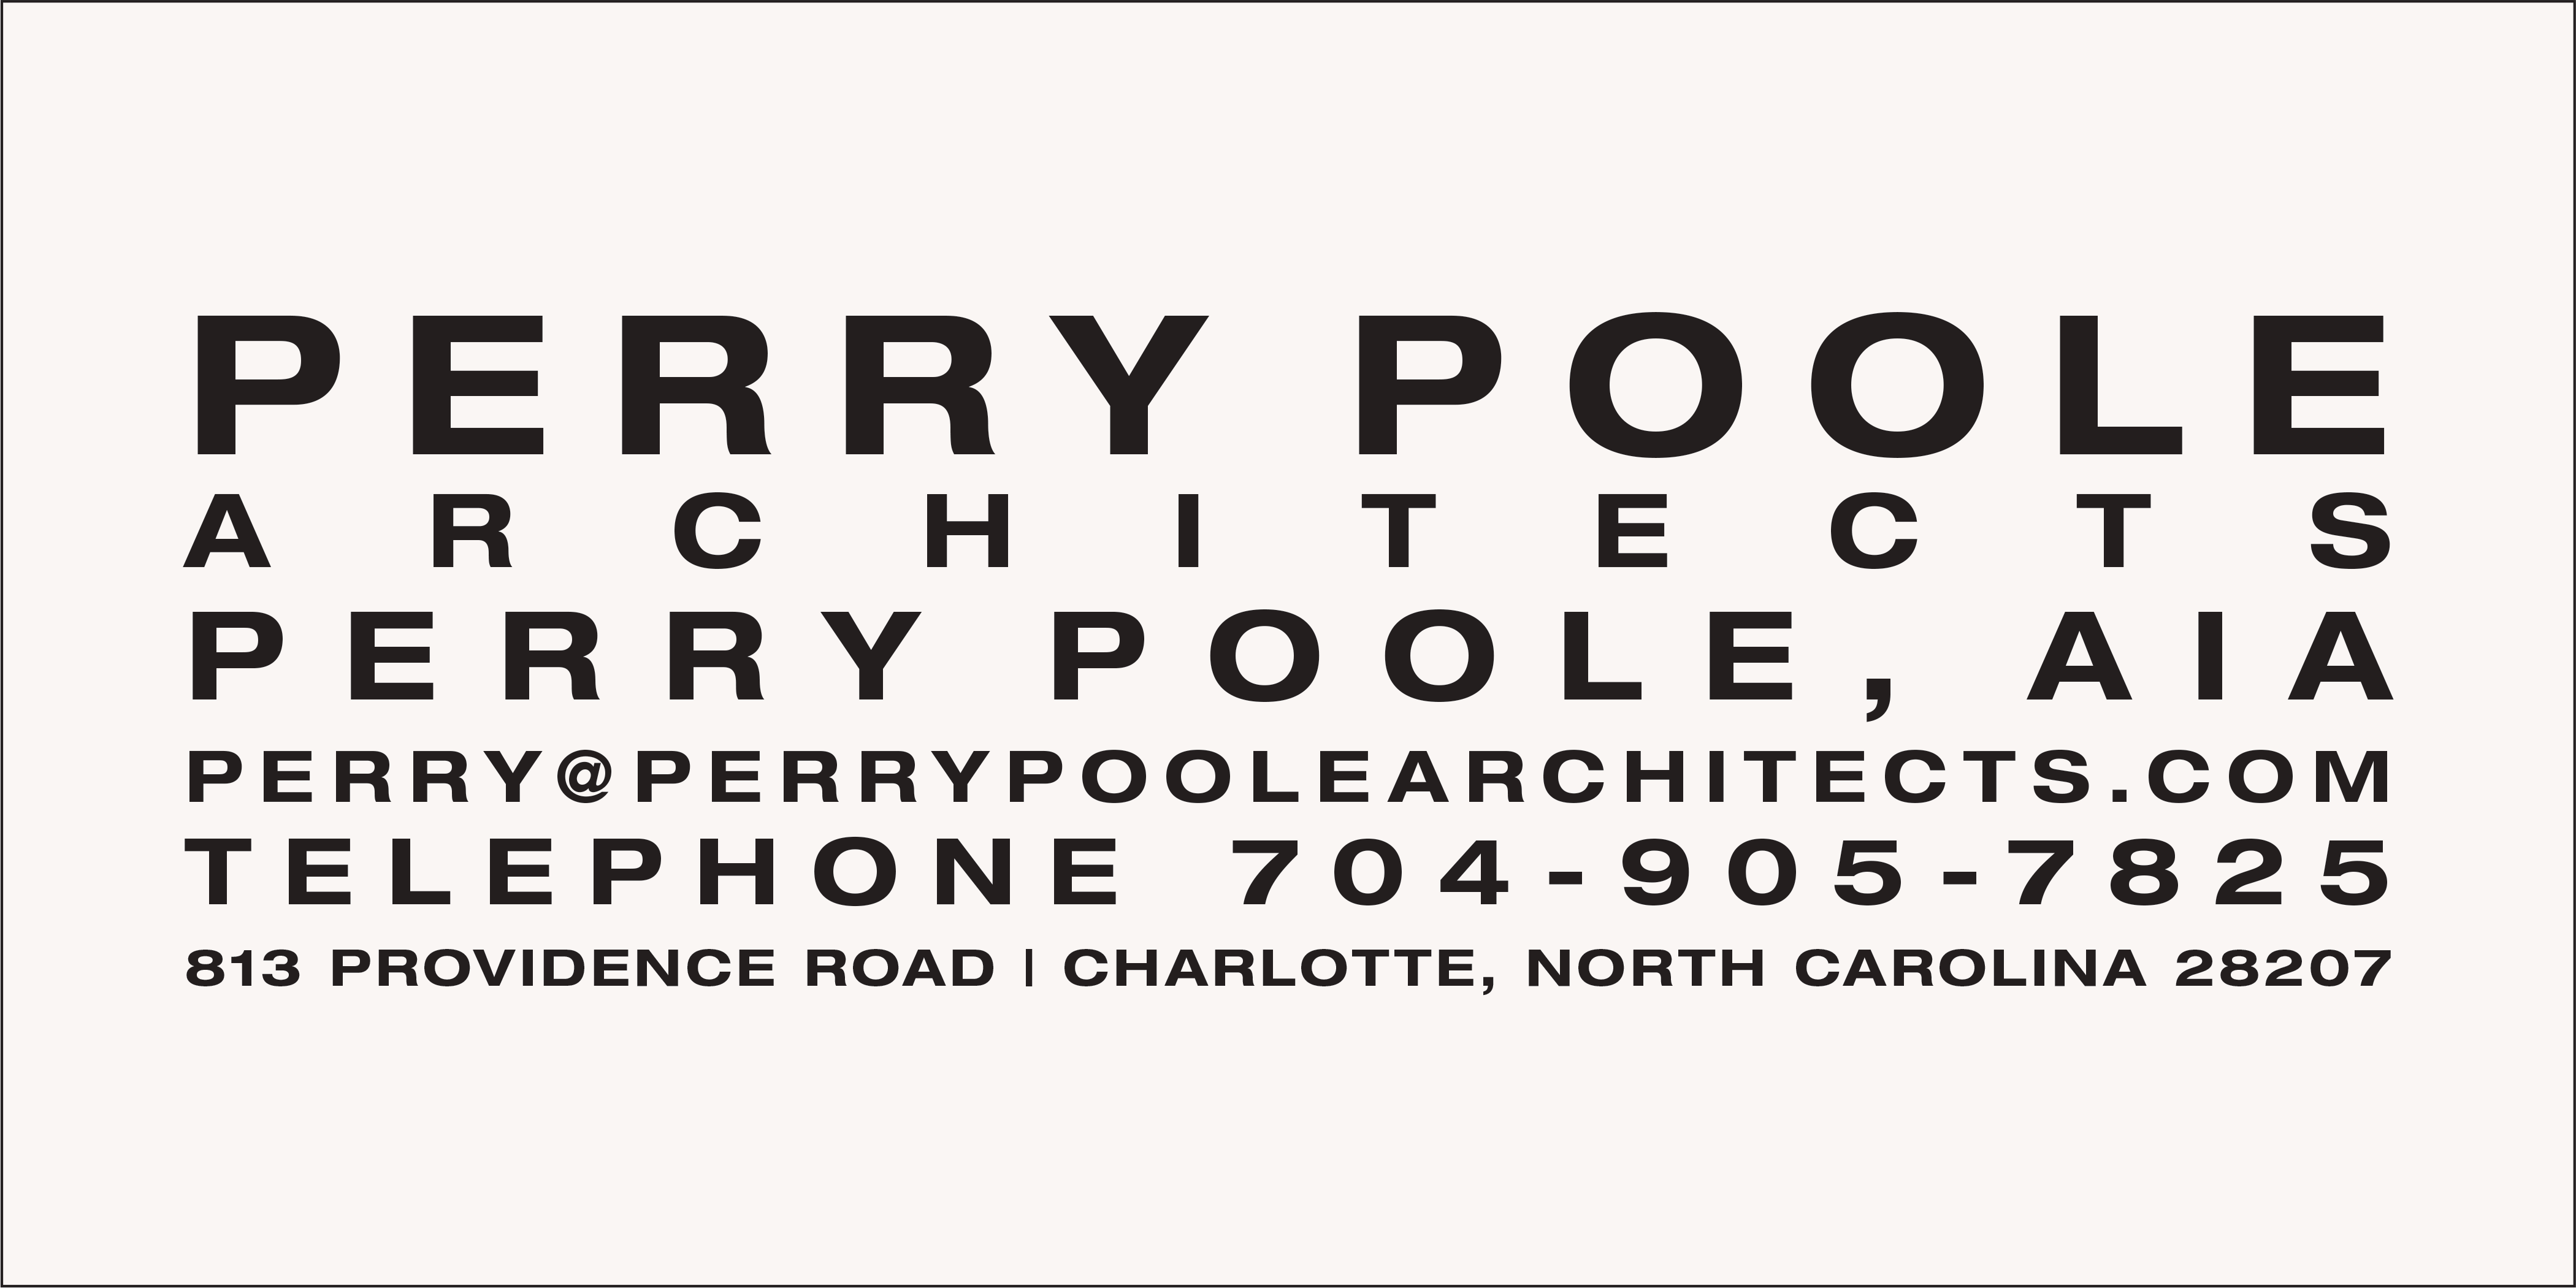 PERRY POOLE
ARCHITECTS
PERRY POOLE, AIA
PERRY@PERRYPOOLEARCHITECTS.COM
TELEPHONE 704-905-7825
813 PROVIDENCE ROAD | CHARLOTTE, NORTH CAROLINA 28207